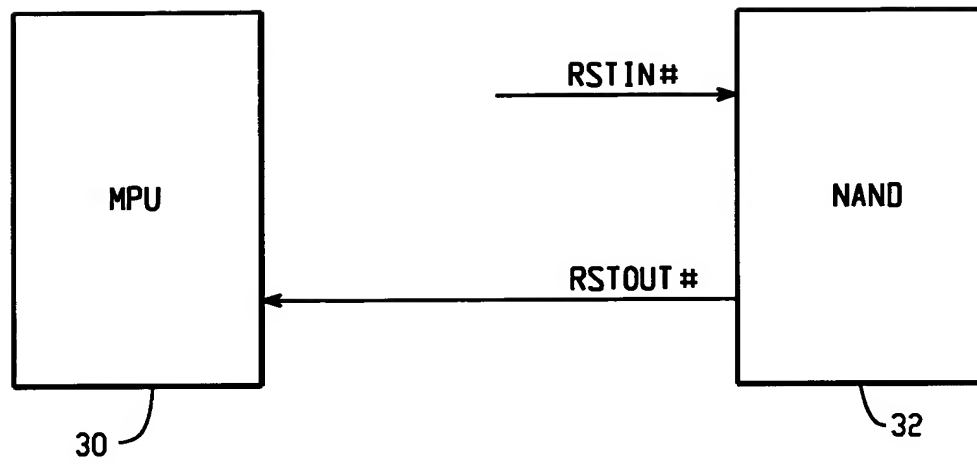 RSTIN#
MPU
NAND
RSTOUT#
30
32